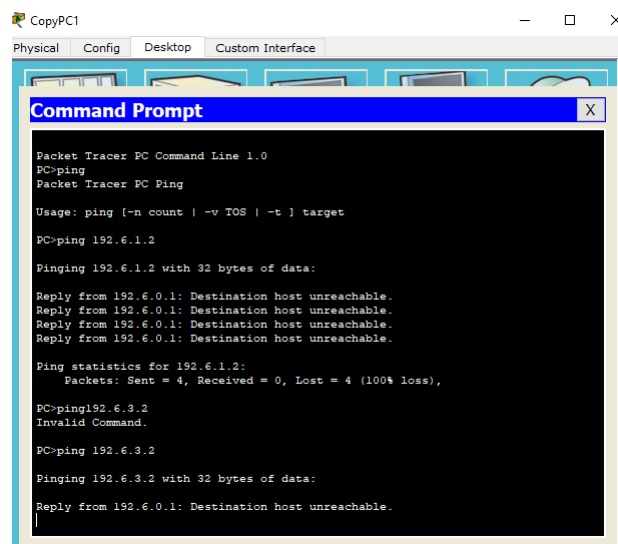 CopyPC1
Physical Config Desktop Custom Interface
Command Prompt X
Packet Tracer PC Command Line 1.0
PC>ping
Packet Tracer PC Ping
Usage: ping [-n count | -v TOS | -t ] target
PC>ping 192.6.1.2
Pinging 192.6.1.2 with 32 bytes of data:
Reply from 192.6.0.1: Destination host unreachable.
Reply from 192.6.0.1: Destination host unreachable.
Reply from 192.6.0.1: Destination host unreachable.
Reply from 192.6.0.1: Destination host unreachable.
Ping statistics for 192.6.1.2:
Packets: Sent = 4, Received = 0, Lost = 4 (100% loss),
PC>ping192.6.3.2
Invalid Command.
PC>ping 192.6.3.2
Pinging 192.6.3.2 with 32 bytes of data:
Reply from 192.6.0.1: Destination host unreachable.